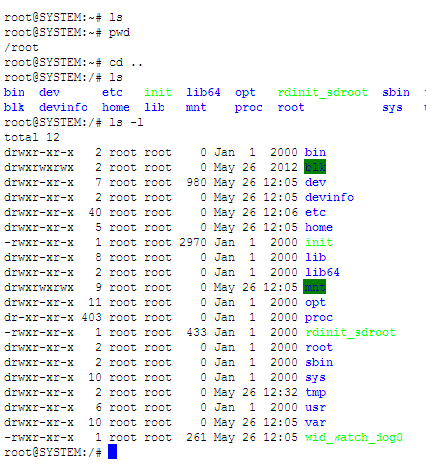 root@SYSTEM:~# ls
root@SYSTEM:~# pwd
/root
root@SYSTEM:~# cd ..
root@SYSTEM:/# ls
bin dev etc init lib64 opt rdinit_sdroot sbin
blk devinfo home lib mnt proc root sys
root@SYSTEM:/# ls -l
total 12
drwxr-xr-x 2 root root 0 Jan 1 2000 bin
drwxrwxrwx 2 root root 0 May 26 2012 blk
drwxr-xr-x 7 root root 980 May 26 12:05 dev
drwxr-xr-x 2 root root 0 May 26 12:05 devinfo
drwxr-xr-x 40 root root 0 May 26 12:06 etc
drwxr-xr-x 5 root root 0 May 26 12:05 home
-rwxr-xr-x 1 root root 2970 Jan 1 2000 init
drwxr-xr-x 8 root root 0 Jan 1 2000 lib
drwxr-xr-x 2 root root 0 Jan 1 2000 lib64
drwxrwxrwx 9 root root 0 May 26 12:05 mnt
drwxr-xr-x 11 root root 0 Jan 1 2000 opt
dr-xr-xr-x 403 root root 0 Jan 1 2000 proc
-rwxr-xr-x 1 root root 433 Jan 1 2000 rdinit_sdroot
drwxr-xr-x 2 root root 0 Jan 1 2000 root
drwxr-xr-x 2 root root 0 Jan 1 2000 sbin
drwxr-xr-x 10 root root 0 Jan 1 2000 sys
drwxr-xr-x 2 root root 0 May 26 12:32 tmp
drwxr-xr-x 6 root root 0 Jan 1 2000 usr
drwxr-xr-x 10 root root 0 May 26 12:05 var
-rwxr-xr-x 1 root root 261 May 26 12:05 wid_watch_dog0
root@SYSTEM:/#